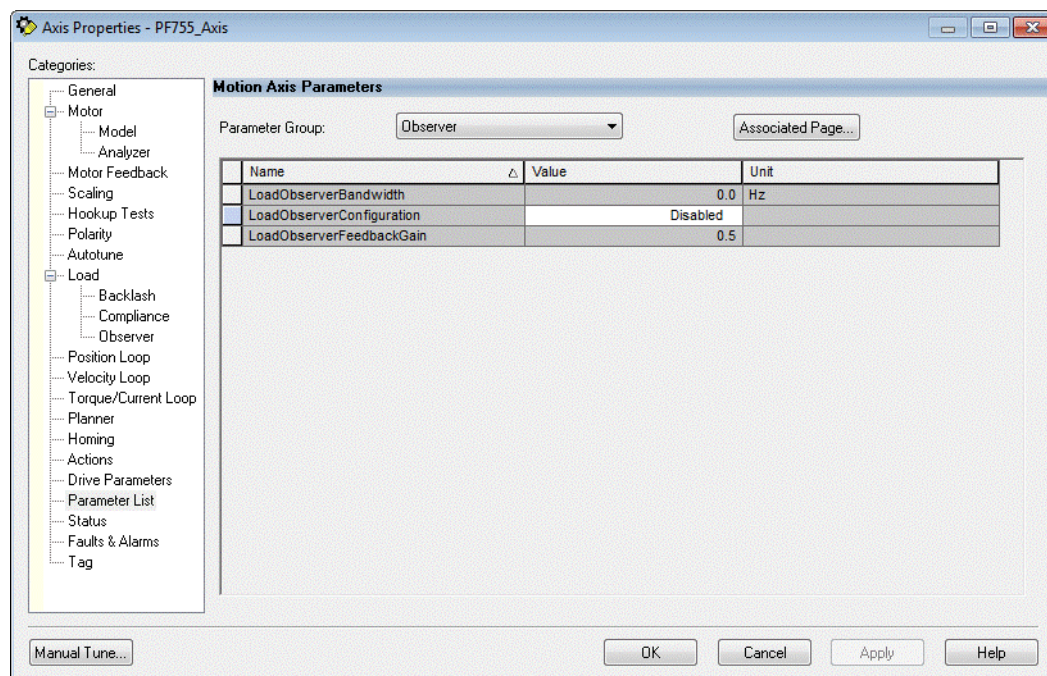 Axis Properties - PF755_Axis
Categories:
General
Motor
Model
Analyzer
Motor Feedback
Scaling
Hookup Tests
Polarity
Autotune
Load
Backlash
Compliance
Observer
Position Loop
Velocity Loop
Torque/Current Loop
Planner
Homing
Actions
Drive Parameters
Parameter List
Status
Faults & Alarms
Tag
Motion Axis Parameters
Parameter Group: Observer Associated Page...
Name Value Unit
LoadObserverBandwidth 0.0 Hz
LoadObserverConfiguration Disabled
LoadObserverFeedbackGain 0.5
Manual Tune... OK Cancel Apply Help